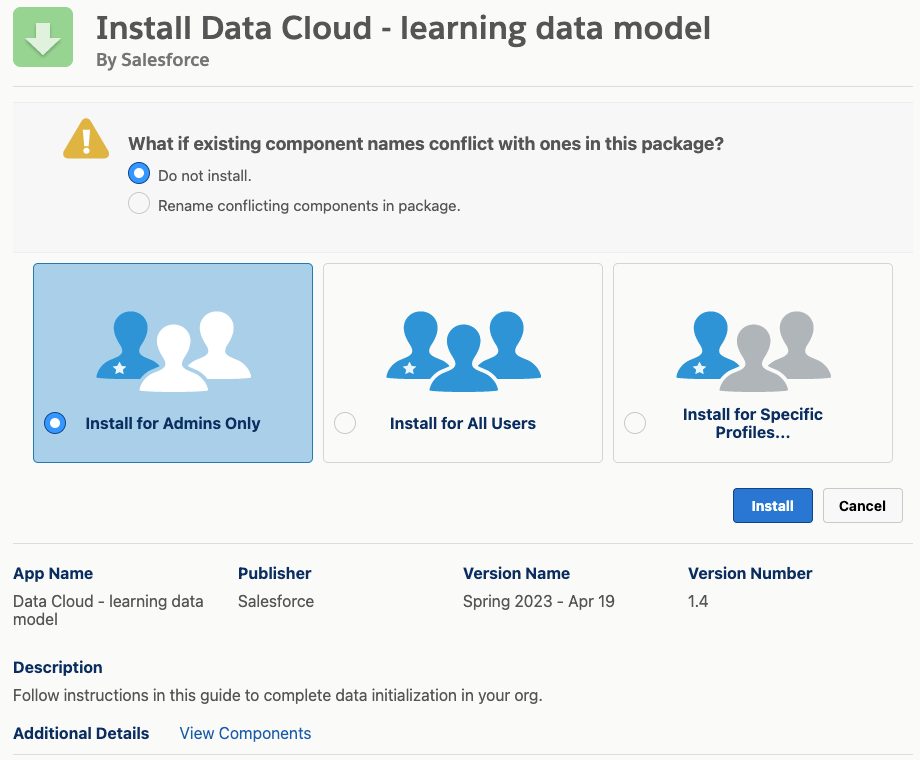 Install Data Cloud - learning data model
By Salesforce
What if existing component names conflict with ones in this package?
Do not install.
Rename conflicting components in package.
Install for Admins Only
Install for All Users
Install for Specific
Profiles...
Install
Cancel
App Name
Publisher
Version Name
Version Number
Data Cloud - learning data
model
Salesforce
Spring 2023 - Apr 19
1.4
Description
Follow instructions in this guide to complete data initialization in your org.
Additional Details
View Components